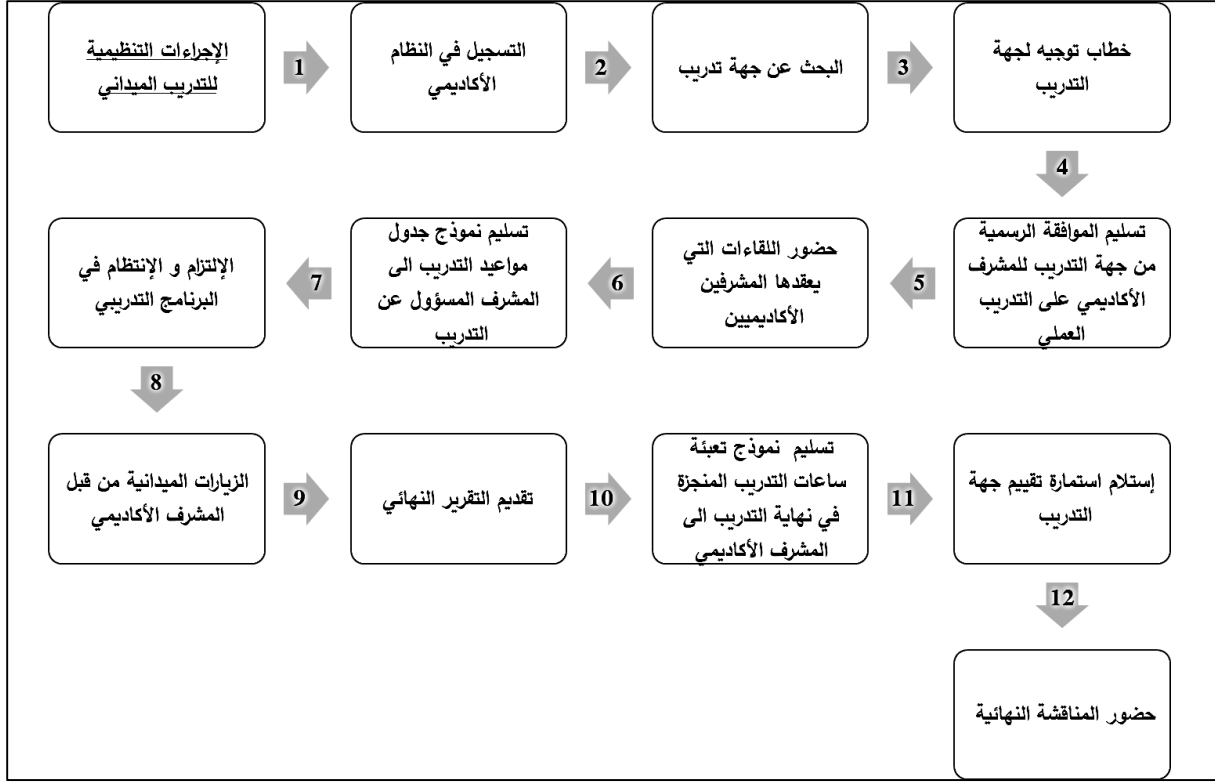 الإجراءات التنظيمية
للتدريب الميداني
1
التسجيل في النظام
الأكاديمي
2
البحث عن جهة تدريب
3
خطاب توجيه لجهة
التدريب
4
تسليم الموافقة الرسمية
من جهة التدريب للمشرف
الأكاديمي على التدريب
العملي
5
حضور اللقاءات التي
يعقدها المشرفين
الأكاديميين
6
تسليم نموذج جدول
مواعيد التدريب الى
المشرف المسؤول عن
التدريب
7
الإلتزام و الإنتظام في
البرنامج التدريبي
8
الزيارات الميدانية من قبل
المشرف الأكاديمي
9
تقديم التقرير النهائي
10
تسليم نموذج تعبئة
ساعات التدريب المنجزة
في نهاية التدريب الى
المشرف الأكاديمي
11
إستلام استمارة تقييم جهة
التدريب
12
حضور المناقشة النهائية